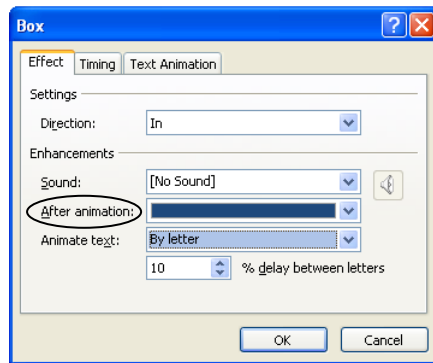 Box
Effect Timing Text Animation
Settings
Direction: In
Enhancements
Sound: [No Sound]
After animation:
Animate text: By letter
10 % delay between letters
OK Cancel